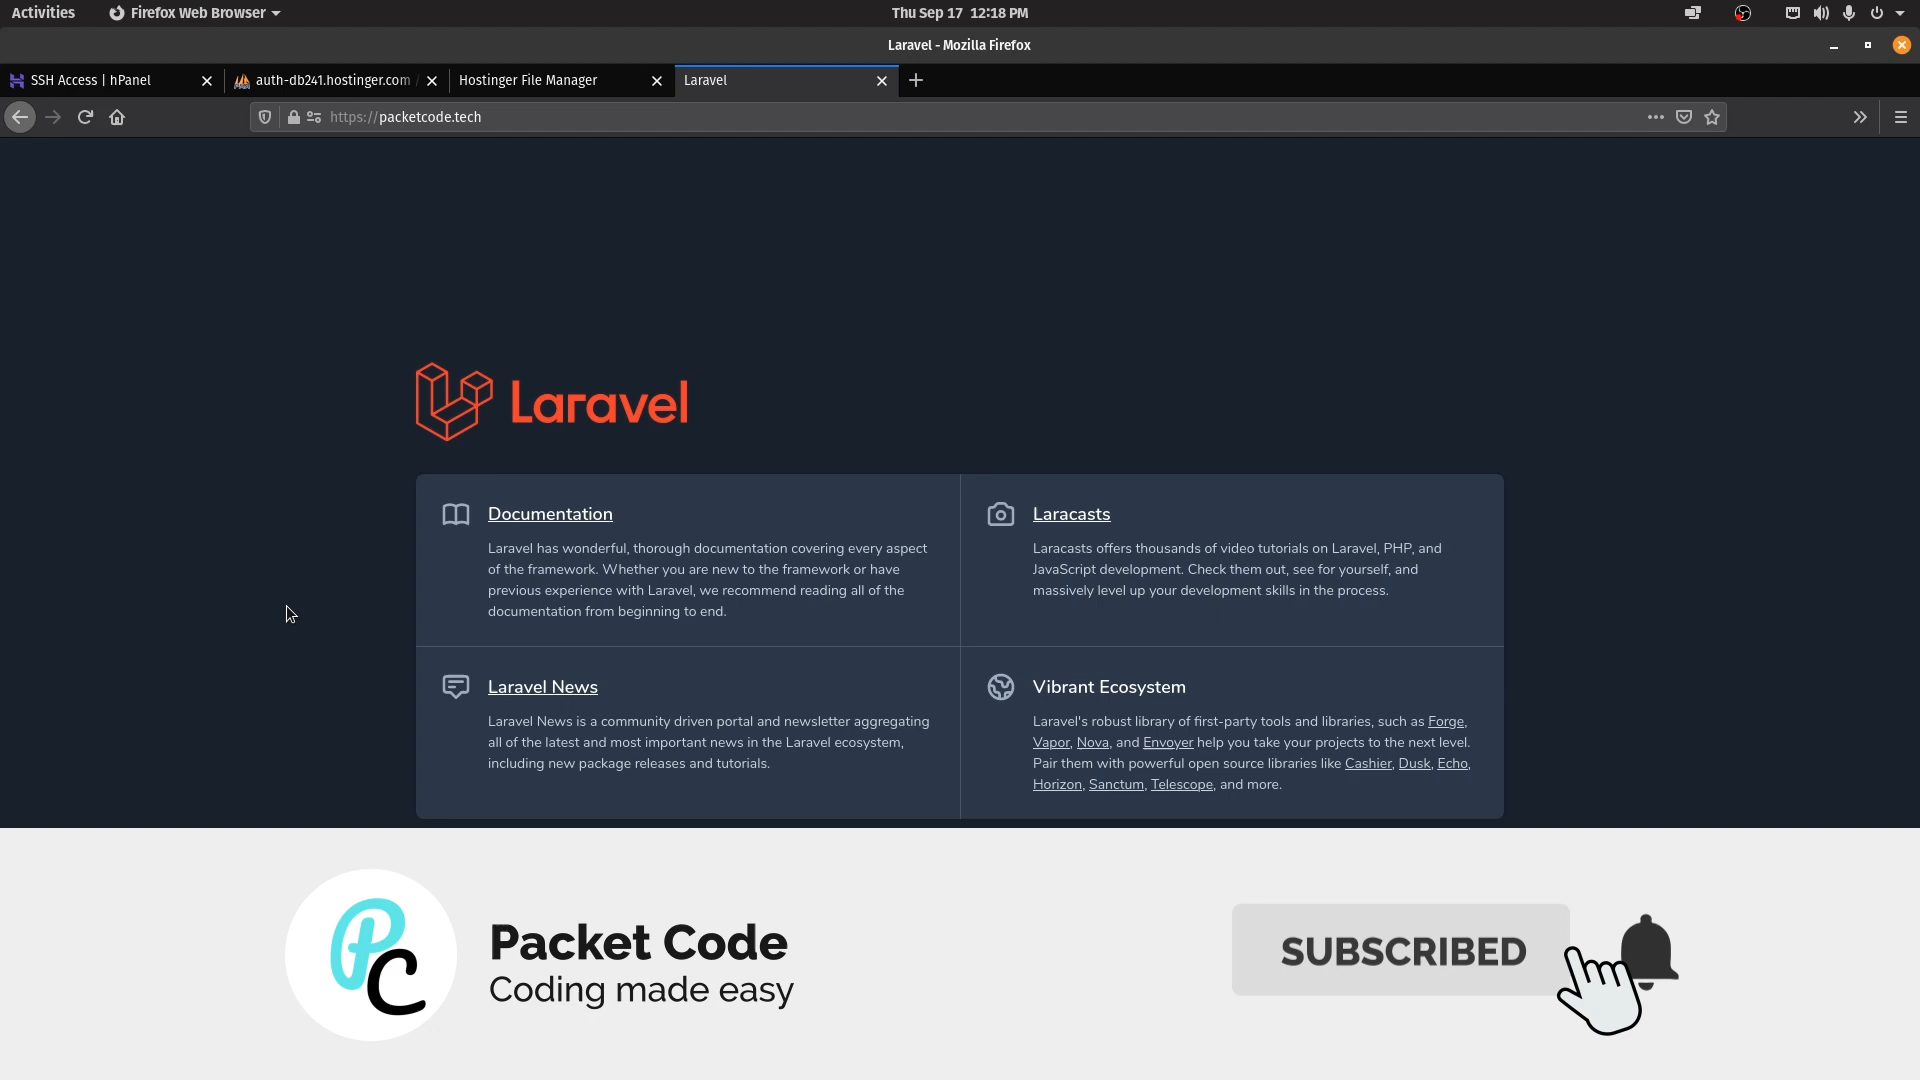 Activities
Firefox Web Browser
Thu Sep 17 12:18 PM
Laravel - Mozilla Firefox
SSH Access | hPanel
auth-db241.hostinger.com /
Hostinger File Manager
Laravel
https://packetcode.tech
Laravel
Documentation
Laravel has wonderful, thorough documentation covering every aspect
of the framework. Whether you are new to the framework or have
previous experience with Laravel, we recommend reading all of the
documentation from beginning to end.
Laracasts
Laracasts offers thousands of video tutorials on Laravel, PHP, and
JavaScript development. Check them out, see for yourself, and
massively level up your development skills in the process.
Laravel News
Laravel News is a community driven portal and newsletter aggregating
all of the latest and most important news in the Laravel ecosystem,
including new package releases and tutorials.
Vibrant Ecosystem
Laravel's robust library of first-party tools and libraries, such as Forge,
Vapor, Nova, and Envoyer help you take your projects to the next level.
Pair them with powerful open source libraries like Cashier, Dusk, Echo,
Horizon, Sanctum, Telescope, and more.
PC
Packet Code
Coding made easy
SUBSCRIBED